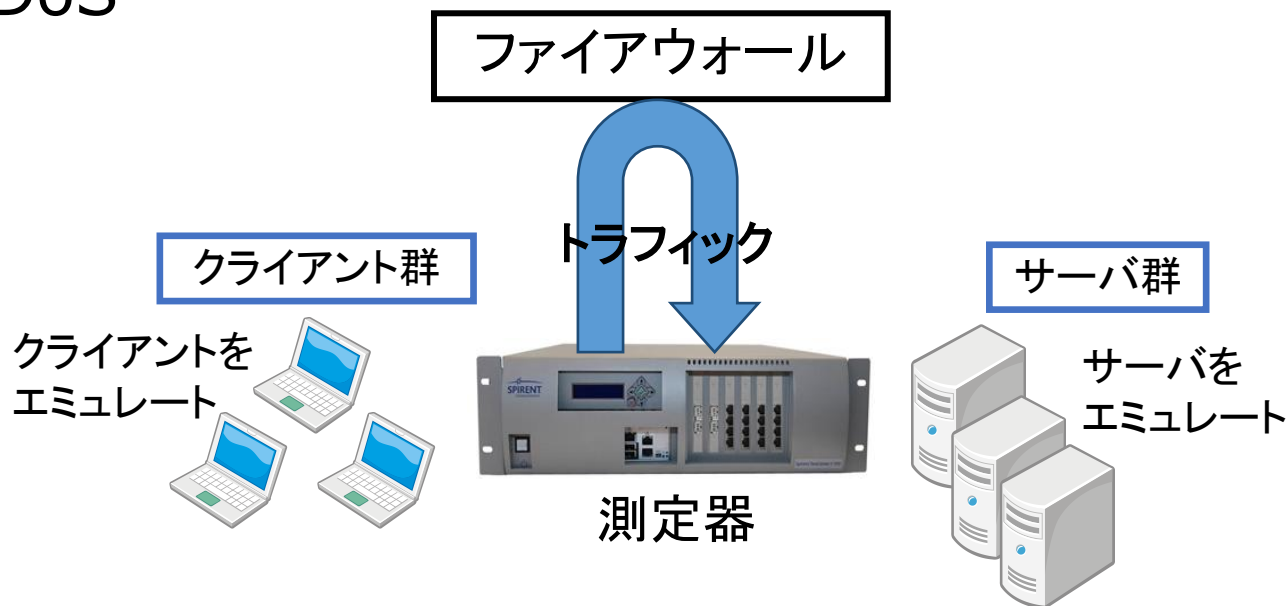 ファイアウォール
トラフィック
クライアント群
サーバ群
クライアントを
エミュレート
サーバを
エミュレート
SPIRENT
測定器